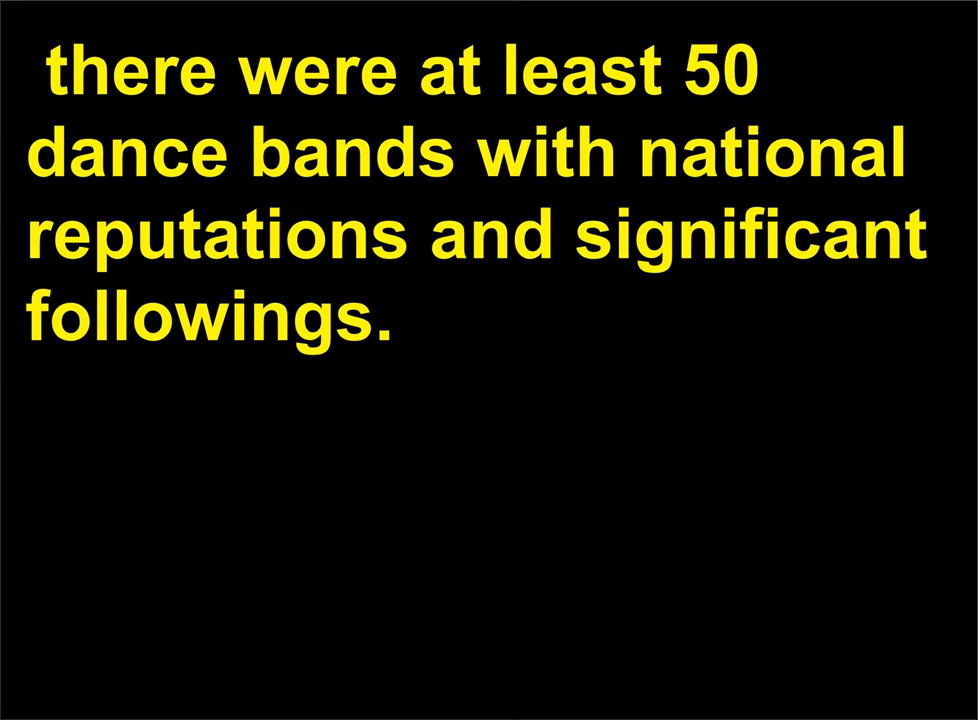 there were at least 50
dance bands with national
reputations and significant
followings.